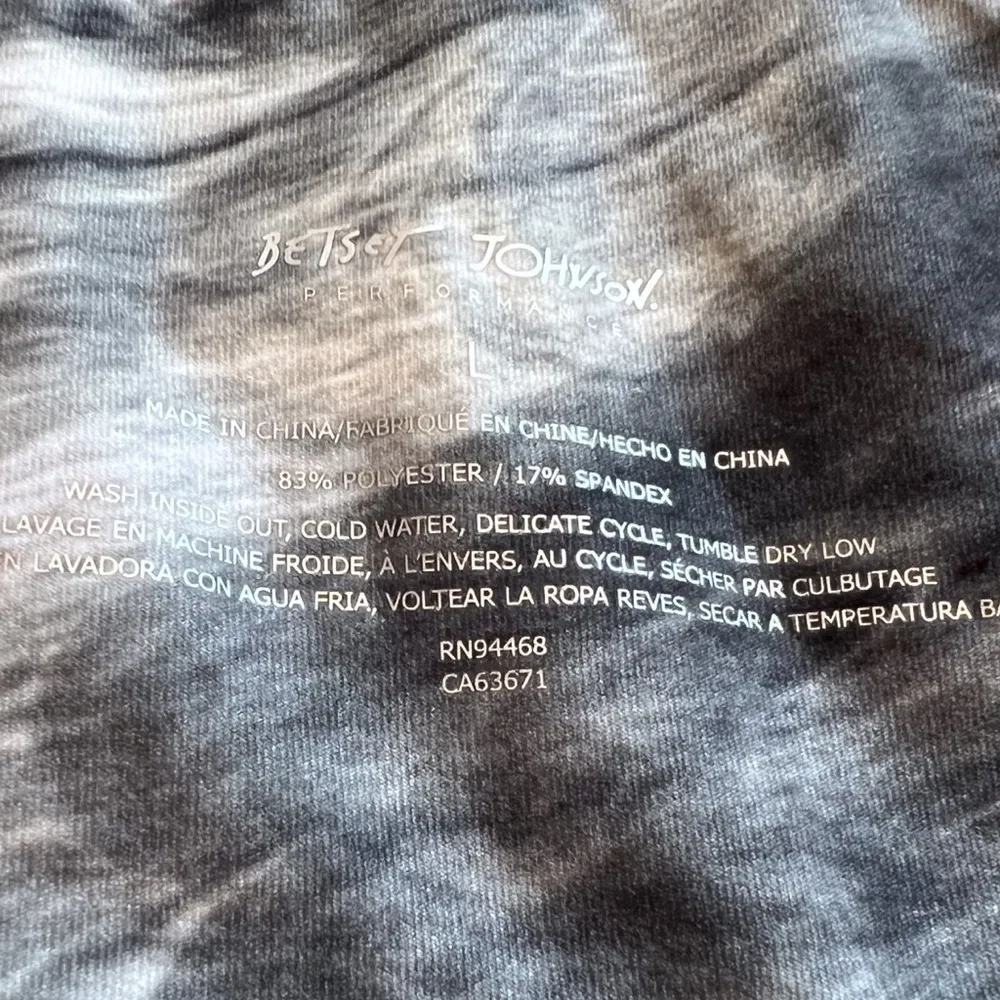 BETSEY JOHNSON.
PERFORMANCE
L
MADE IN CHINA/FABRIQUÉ EN CHINE/HECHO EN CHINA
83% POLYESTER / 17% SPANDEX
WASH INSIDE OUT, COLD WATER, DELICATE CYCLE, TUMBLE DRY LOW
LAVAGE EN MACHINE FROIDE, À L'ENVERS, AU CYCLE, SÉCHER PAR CULBUTAGE
LAVADORA CON AGUA FRIA, VOLTEAR LA ROPA REVES, SECAR A TEMPERATURA
RN94468
CA63671